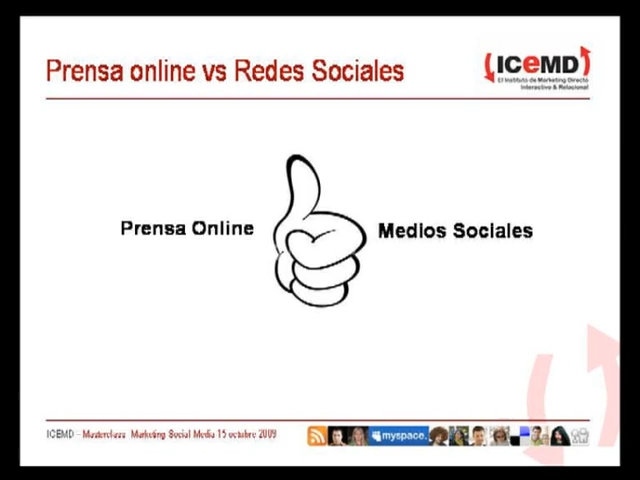 Prensa online vs Redes Sociales
ICeMD
El Instituto de Marketing Directo
Interactivo & Relacional
Prensa Online
Medios Sociales
ICEMD - Masterclass Marketing Social Media 15 octubre 2009
myspace.